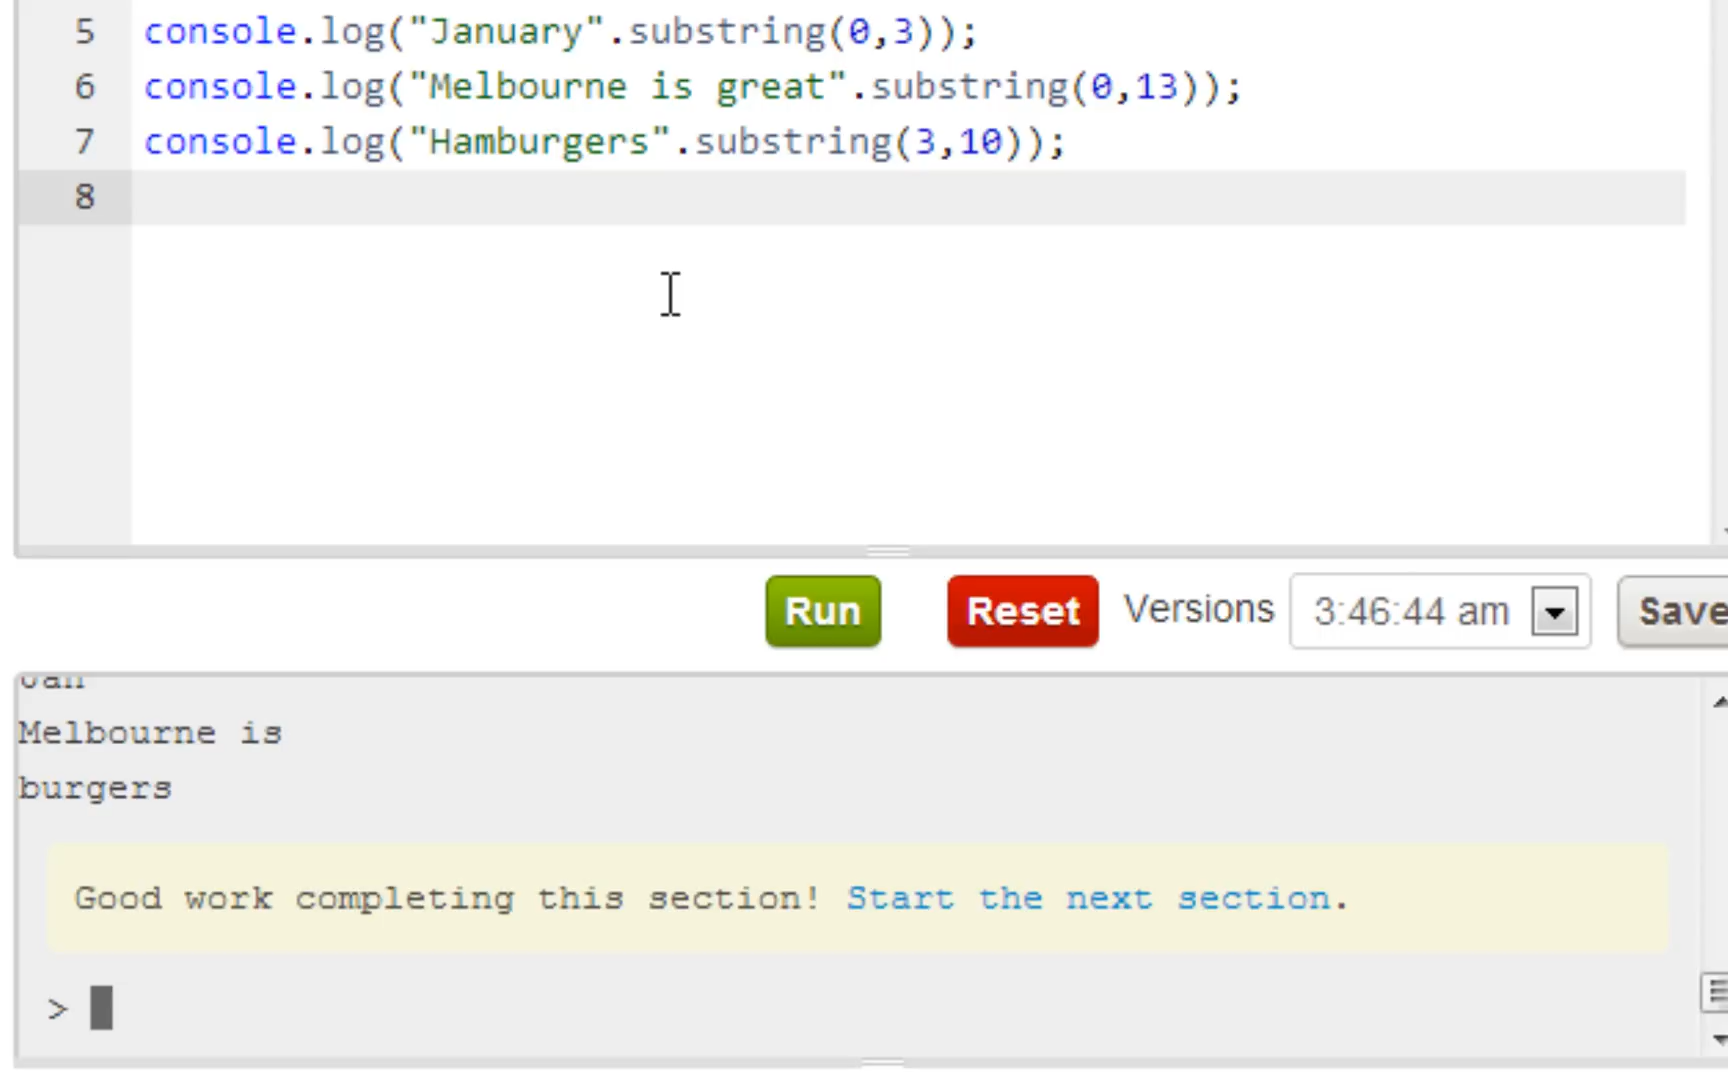 5 console.log("January".substring(0,3));
6 console.log("Melbourne is great".substring(0,13));
7 console.log("Hamburgers".substring(3,10));
8
Run Reset Versions 3:46:44 am Save
Jan
Melbourne is
burgers
Good work completing this section! Start the next section.
>